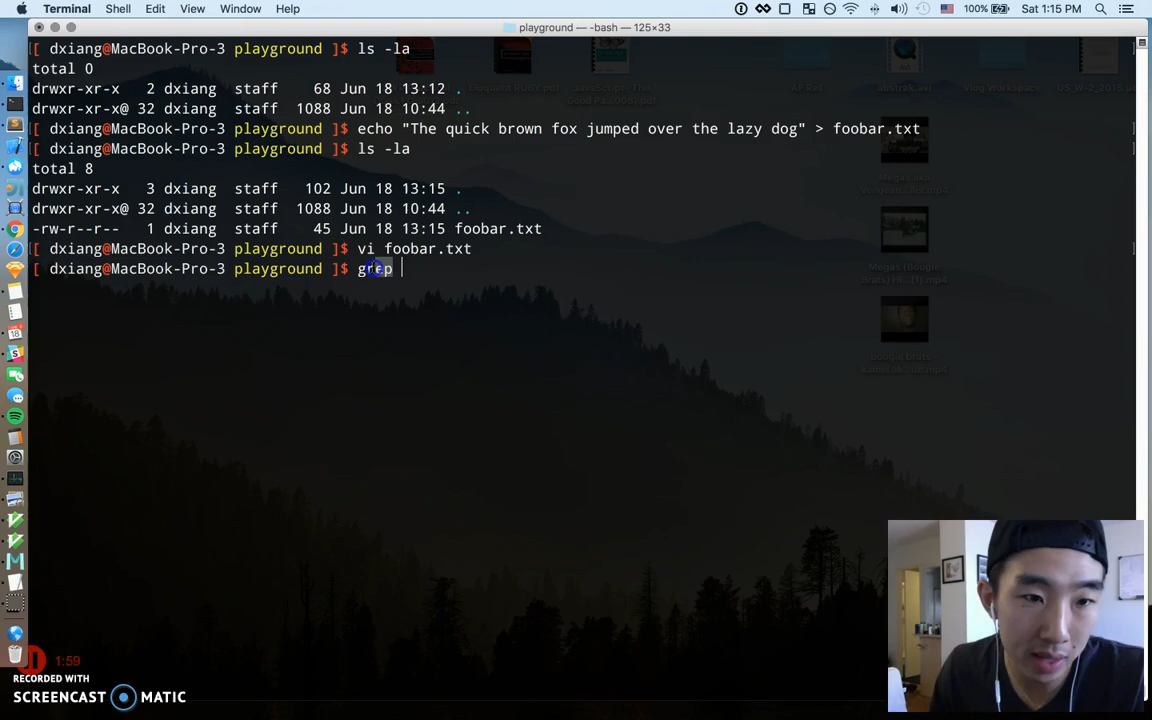 Terminal Shell Edit View Window Help 100% Sat 1:15 PM
playground — -bash — 125×33
[ dxiang@MacBook-Pro-3 playground ]$ ls -la
total 0
drwxr-xr-x 2 dxiang staff 68 Jun 18 13:12 .
drwxr-xr-x@ 32 dxiang staff 1088 Jun 18 10:44 ..
[ dxiang@MacBook-Pro-3 playground ]$ echo "The quick brown fox jumped over the lazy dog" > foobar.txt
[ dxiang@MacBook-Pro-3 playground ]$ ls -la
total 8
drwxr-xr-x 3 dxiang staff 102 Jun 18 13:15 .
drwxr-xr-x@ 32 dxiang staff 1088 Jun 18 10:44 ..
-rw-r--r-- 1 dxiang staff 45 Jun 18 13:15 foobar.txt
[ dxiang@MacBook-Pro-3 playground ]$ vi foobar.txt
[ dxiang@MacBook-Pro-3 playground ]$ grep
1:59
RECORDED WITH
SCREENCAST MATIC